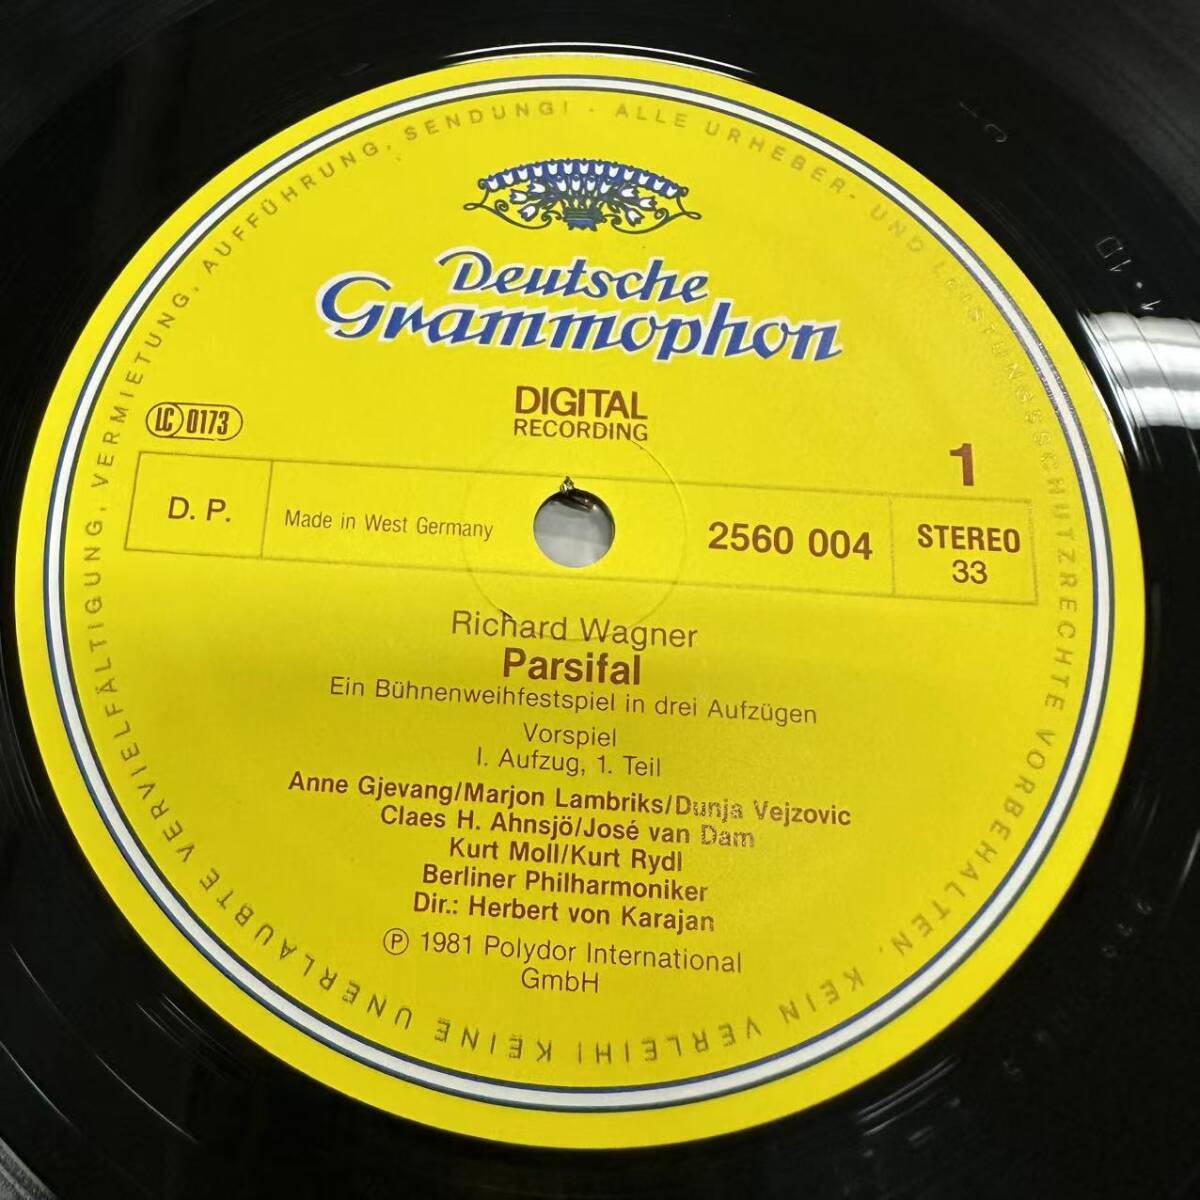 Deutsche
Grammophon
DIGITAL
RECORDING
LC 0173
1
D. P.
Made in West Germany
2560 004
STEREO
33
Richard Wagner
Parsifal
Ein Bühnenweihfestspiel in drei Aufzügen
Vorspiel
I. Aufzug, 1. Teil
Anne Gjevang/Marjon Lambriks/Dunja Vejzovic
Claes H. Ahnsjö/José van Dam
Kurt Moll/Kurt Rydl
Berliner Philharmoniker
Dir.: Herbert von Karajan
Ⓟ 1981 Polydor International
GmbH
ALLE URHEBER- UND LEISTUNGSSCHUTZRECHTE VORBEHALTEN. KEIN VERLEIH! KEINE UNERLAUBTE VERVIELFÄLTIGUNG, VERMIETUNG, AUFFÜHRUNG, SENDUNG! ·